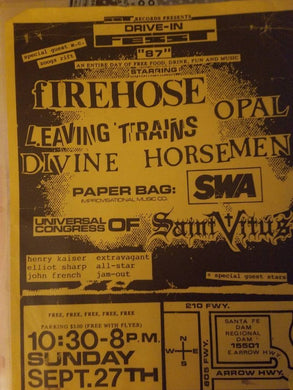 SST RECORDS PRESENTS
DRIVE-IN
FEST
special guest m.c.
zoogz rift
"87"
AN ENTIRE DAY OF FREE FOOD, DRINK, FUN AND MUSIC
STARRING
fIREHOSE
OPAL
LEAVING TRAINS
DIVINE HORSEMEN
PAPER BAG:
IMPROVISATIONAL MUSIC CO.
SWA
UNIVERSAL
CONGRESS OF
Saint Vitus
henry kaiser
elliot sharp
john french
extravagant
all-star
jam-out
* special guest stars
FREE, FREE, FREE, FREE, FREE
PARKING $3.00 (FREE WITH FLYER)
10:30-8 P.M.
SUNDAY
SEPT. 27TH
210 FWY.
N
W
E
S
605 FWY.
SANTA FE
DAM
REGIONAL
DAM
15501
E. ARROW H.
ARROW HWY.